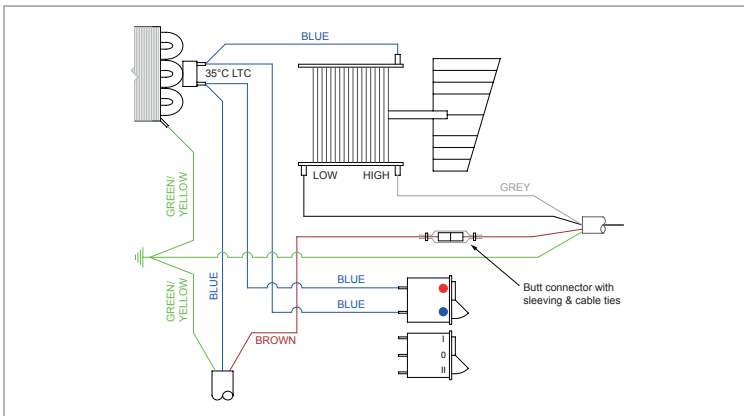 BLUE
35°C LTC
LOW
HIGH
GREY
GREEN/
YELLOW
GREEN/
YELLOW
BLUE
BLUE
BLUE
Butt connector with
sleeving & cable ties
BROWN
I
0
II